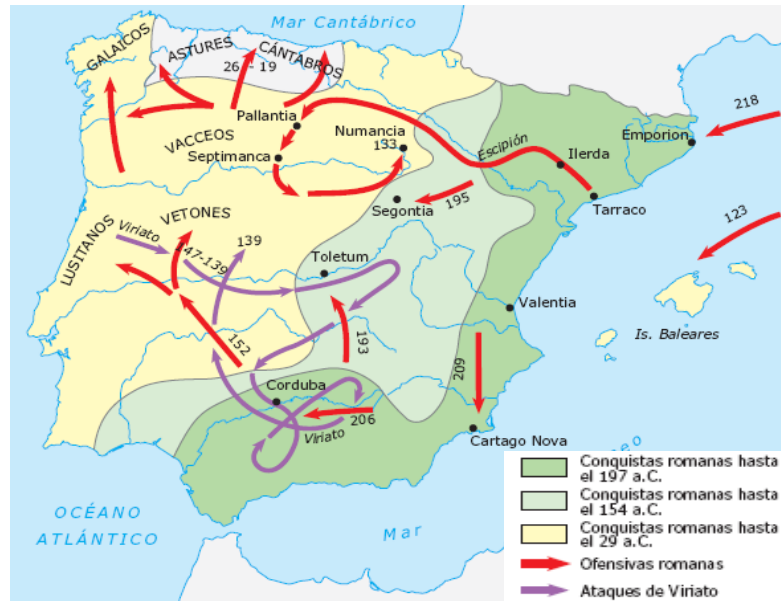 Mar Cantábrico
GALAICOS
ASTURES
CÁNTABROS
26 - 19
218
Pallantia
Numancia
133
Emporion
VACCEOS
Septimanca
Escipión
Ilerda
195
Tarraco
Segontia
123
VETONES
LUSITANOS
Viriato
147-139
139
Toletum
Valentia
Is. Baleares
152
193
209
Corduba
206
Viriato
Cartago Nova
OCÉANO
ATLÁNTICO
Mar
eo
Conquistas romanas hasta
el 197 a.C.
Conquistas romanas hasta
el 154 a.C.
Conquistas romanas hasta
el 29 a.C.
Ofensivas romanas
Ataques de Viriato